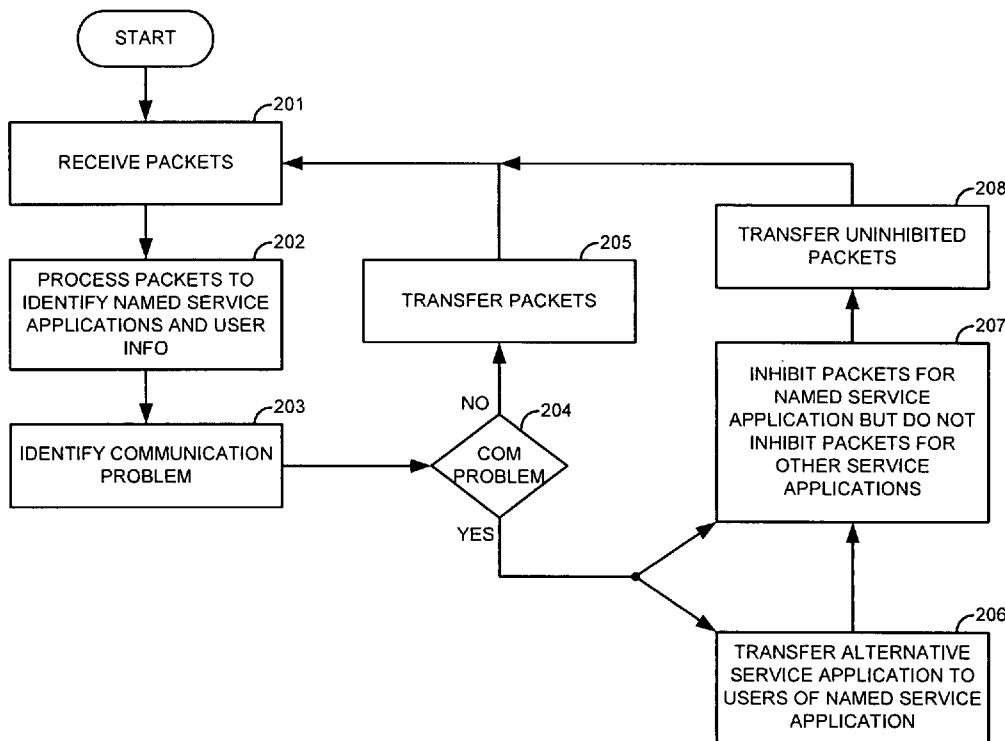 START
201
RECEIVE PACKETS
202
PROCESS PACKETS TO
IDENTIFY NAMED SERVICE
APPLICATIONS AND USER
INFO
203
IDENTIFY COMMUNICATION
PROBLEM
204
COM
PROBLEM
NO
YES
205
TRANSFER PACKETS
206
TRANSFER ALTERNATIVE
SERVICE APPLICATION TO
USERS OF NAMED SERVICE
APPLICATION
207
INHIBIT PACKETS FOR
NAMED SERVICE
APPLICATION BUT DO NOT
INHIBIT PACKETS FOR
OTHER SERVICE
APPLICATIONS
208
TRANSFER UNINHIBITED
PACKETS